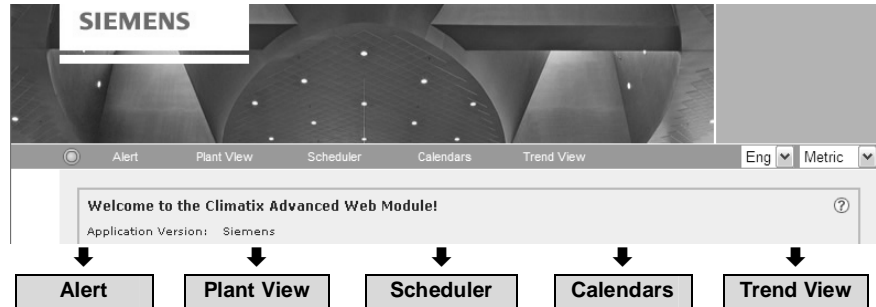 SIEMENS
Alert Plant VIew Scheduler Calendars Trend View Eng Metric
Welcome to the Climatix Advanced Web Module! ?
Application Version: Siemens
Alert Plant View Scheduler Calendars Trend View